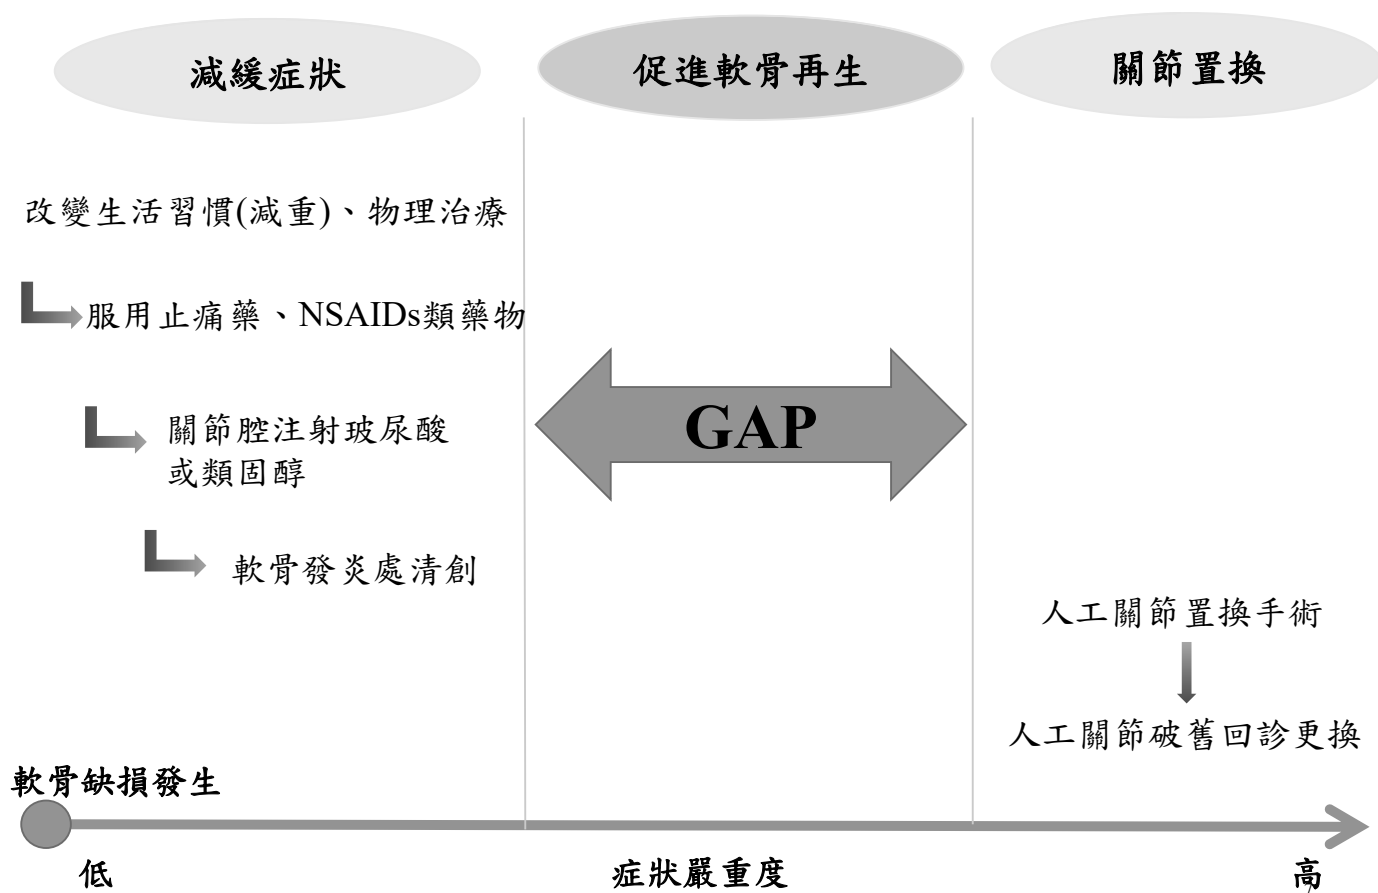 減緩症狀
促進軟骨再生
關節置換
改變生活習慣(減重)、物理治療
服用止痛藥、NSAIDs類藥物
關節腔注射玻尿酸
或類固醇
軟骨發炎處清創
GAP
人工關節置換手術
人工關節破舊回診更換
軟骨缺損發生
低
症狀嚴重度
高
7